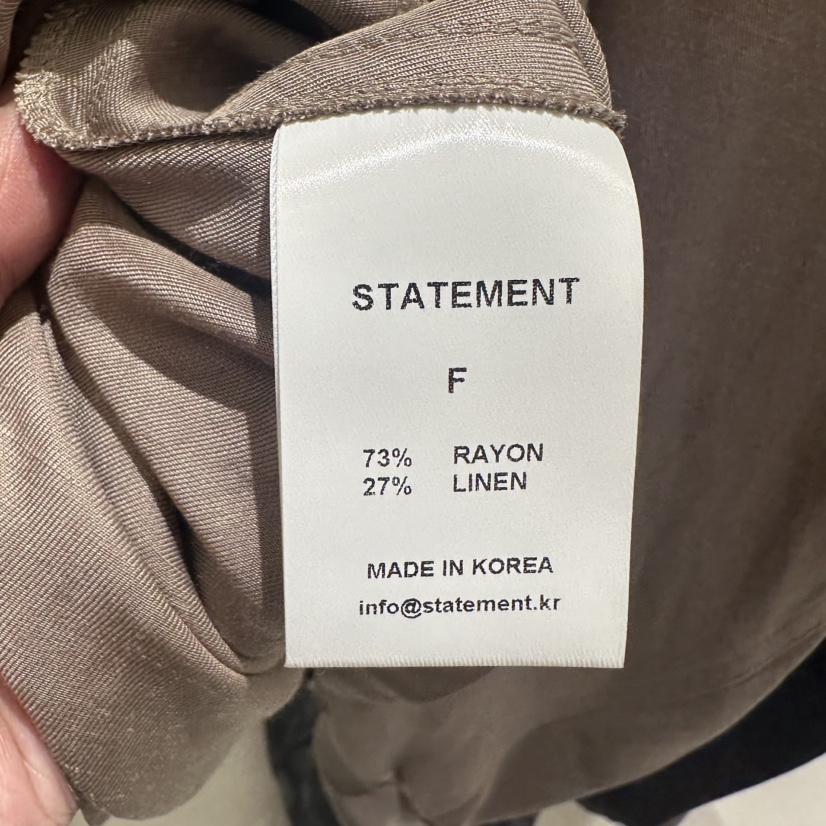 STATEMENT
F
73% RAYON
27% LINEN
MADE IN KOREA
info@statement.kr